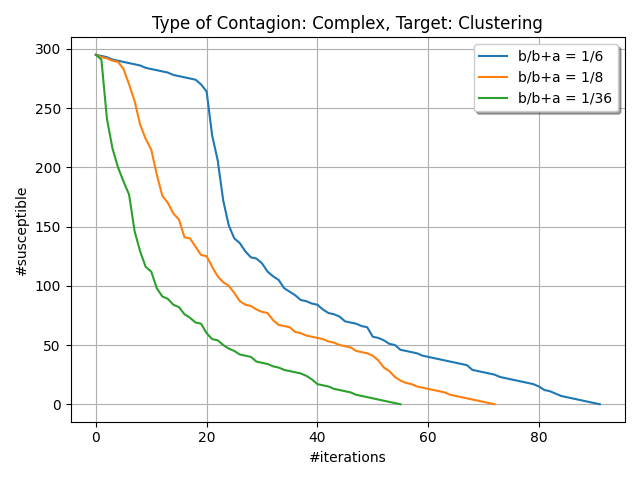 Type of Contagion: Complex, Target: Clustering
b/b+a = 1/6
b/b+a = 1/8
b/b+a = 1/36
#susceptible
300
250
200
150
100
50
0
0 20 40 60 80
#iterations